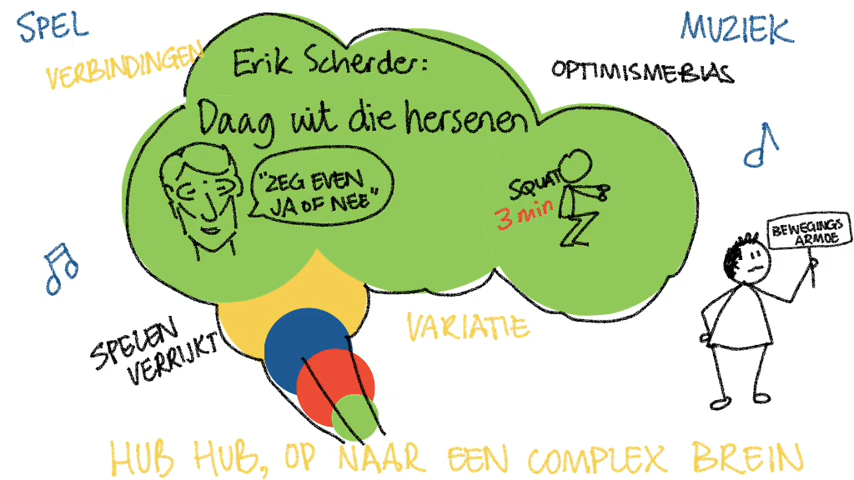 SPEL
MUZIEK
VERBINDINGEN
Erik Scherder:
OPTIMISMEBIAS
Daag uit die hersenen
"ZEG EVEN
JA OF NEE"
SQUAT
3 min
BEWEGINGS
ARMOE
SPELEN
VERRIJKT
VARIATIE
HUB HUB, OP NAAR EEN COMPLEX BREIN